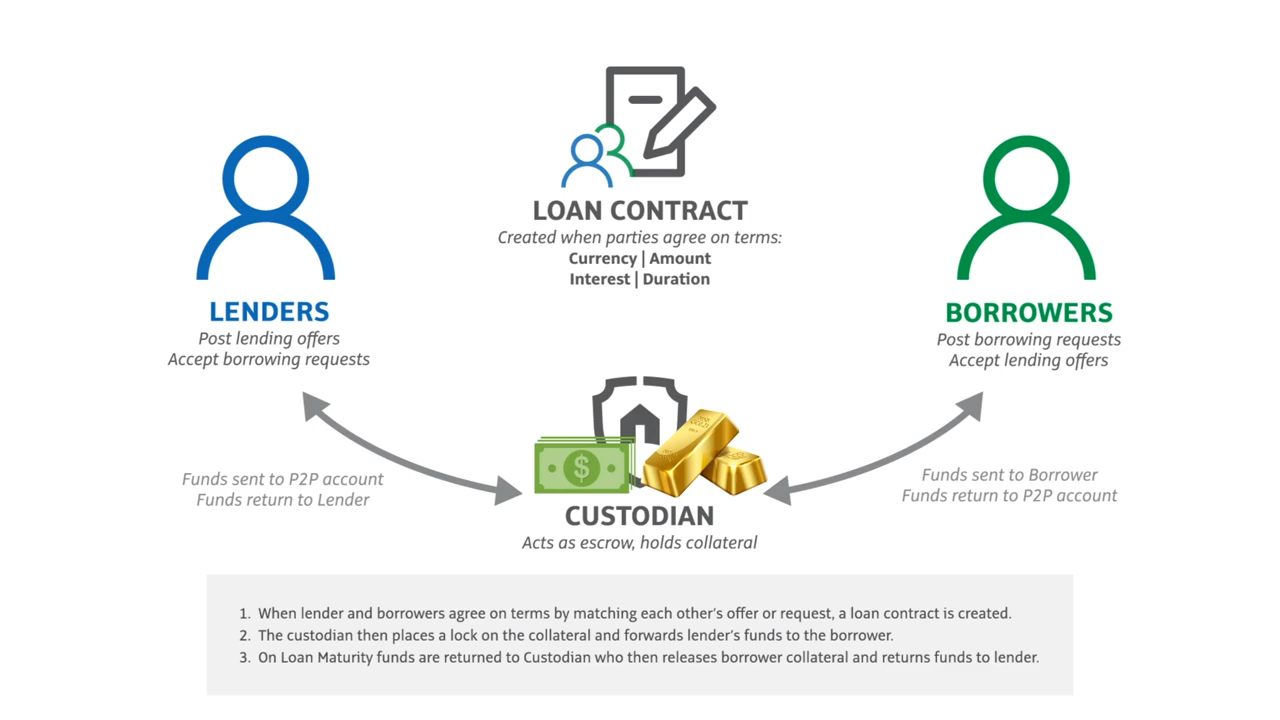 LOAN CONTRACT
Created when parties agree on terms:
Currency | Amount
Interest | Duration
LENDERS
Post lending offers
Accept borrowing requests
BORROWERS
Post borrowing requests
Accept lending offers
Funds sent to P2P account
Funds return to Lender
$
CUSTODIAN
Acts as escrow, holds collateral
Funds sent to Borrower
Funds return to P2P account
1. When lender and borrowers agree on terms by matching each other's offer or request, a loan contract is created.
2. The custodian then places a lock on the collateral and forwards lender's funds to the borrower.
3. On Loan Maturity funds are returned to Custodian who then releases borrower collateral and returns funds to lender.